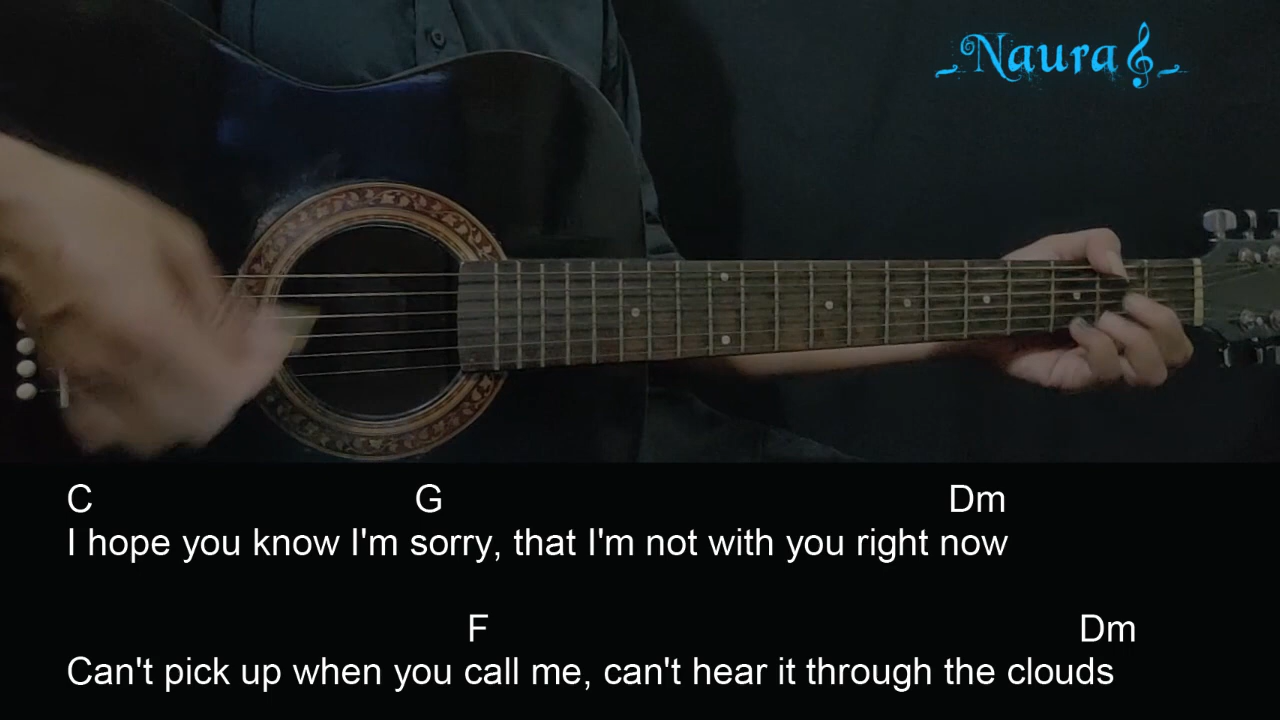 Naura
C G Dm
I hope you know I'm sorry, that I'm not with you right now
F Dm
Can't pick up when you call me, can't hear it through the clouds